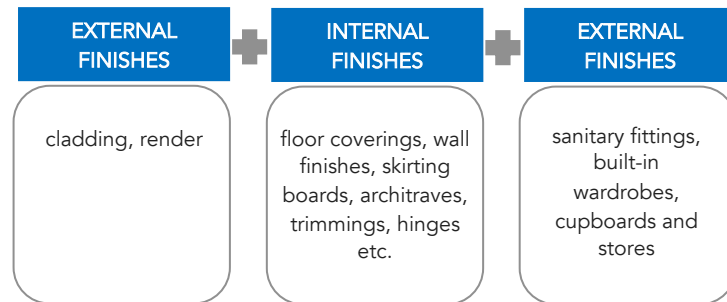 EXTERNAL
FINISHES
cladding, render
INTERNAL
FINISHES
floor coverings, wall
finishes, skirting
boards, architraves,
trimmings, hinges
etc.
EXTERNAL
FINISHES
sanitary fittings,
built-in
wardrobes,
cupboards and
stores